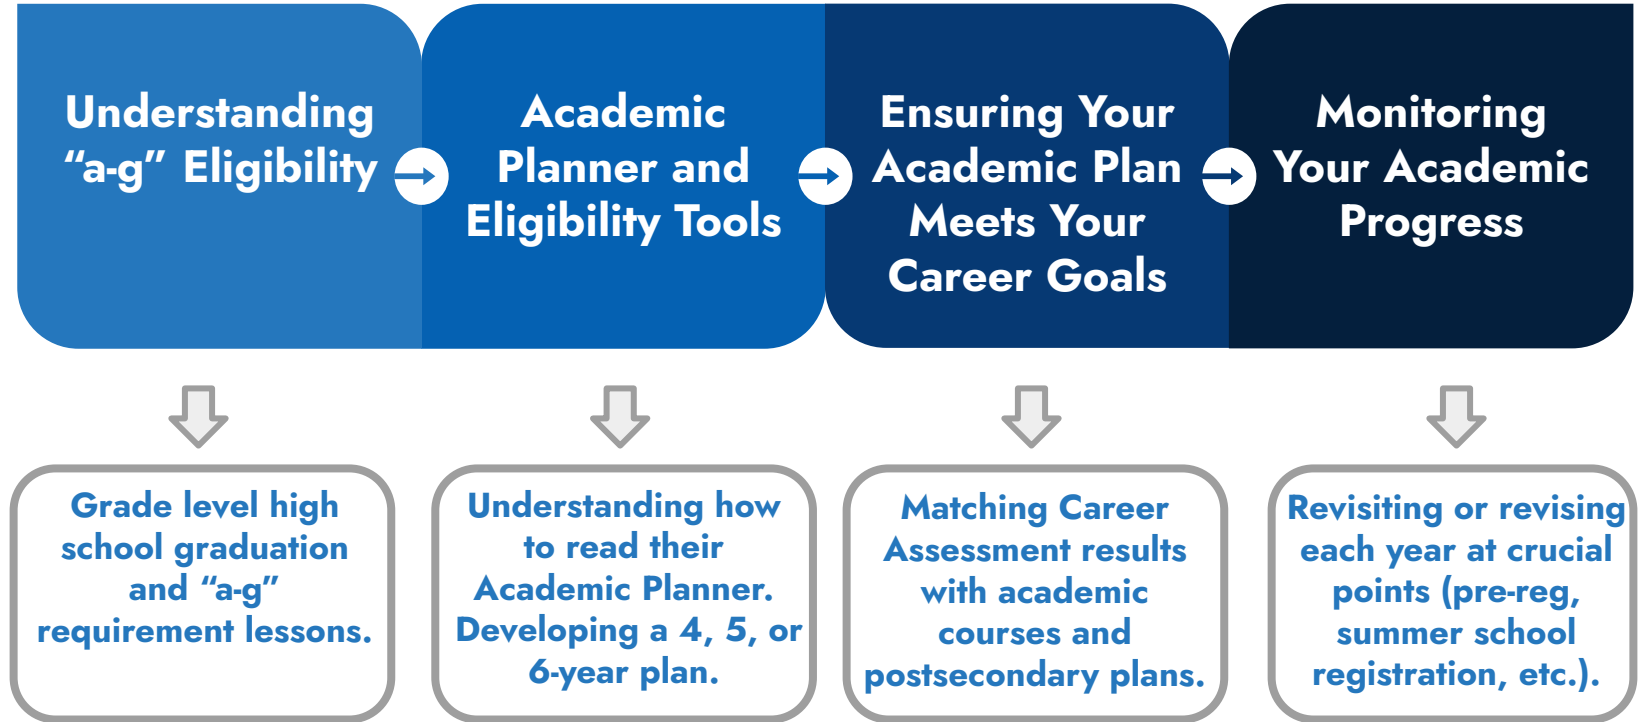 Understanding
“a-g” Eligibility
Academic
Planner and
Eligibility Tools
Ensuring Your
Academic Plan
Meets Your
Career Goals
Monitoring
Your Academic
Progress
Grade level high
school graduation
and “a-g”
requirement lessons.
Understanding how
to read their
Academic Planner.
Developing a 4, 5, or
6-year plan.
Matching Career
Assessment results
with academic
courses and
postsecondary plans.
Revisiting or revising
each year at crucial
points (pre-reg,
summer school
registration, etc.).